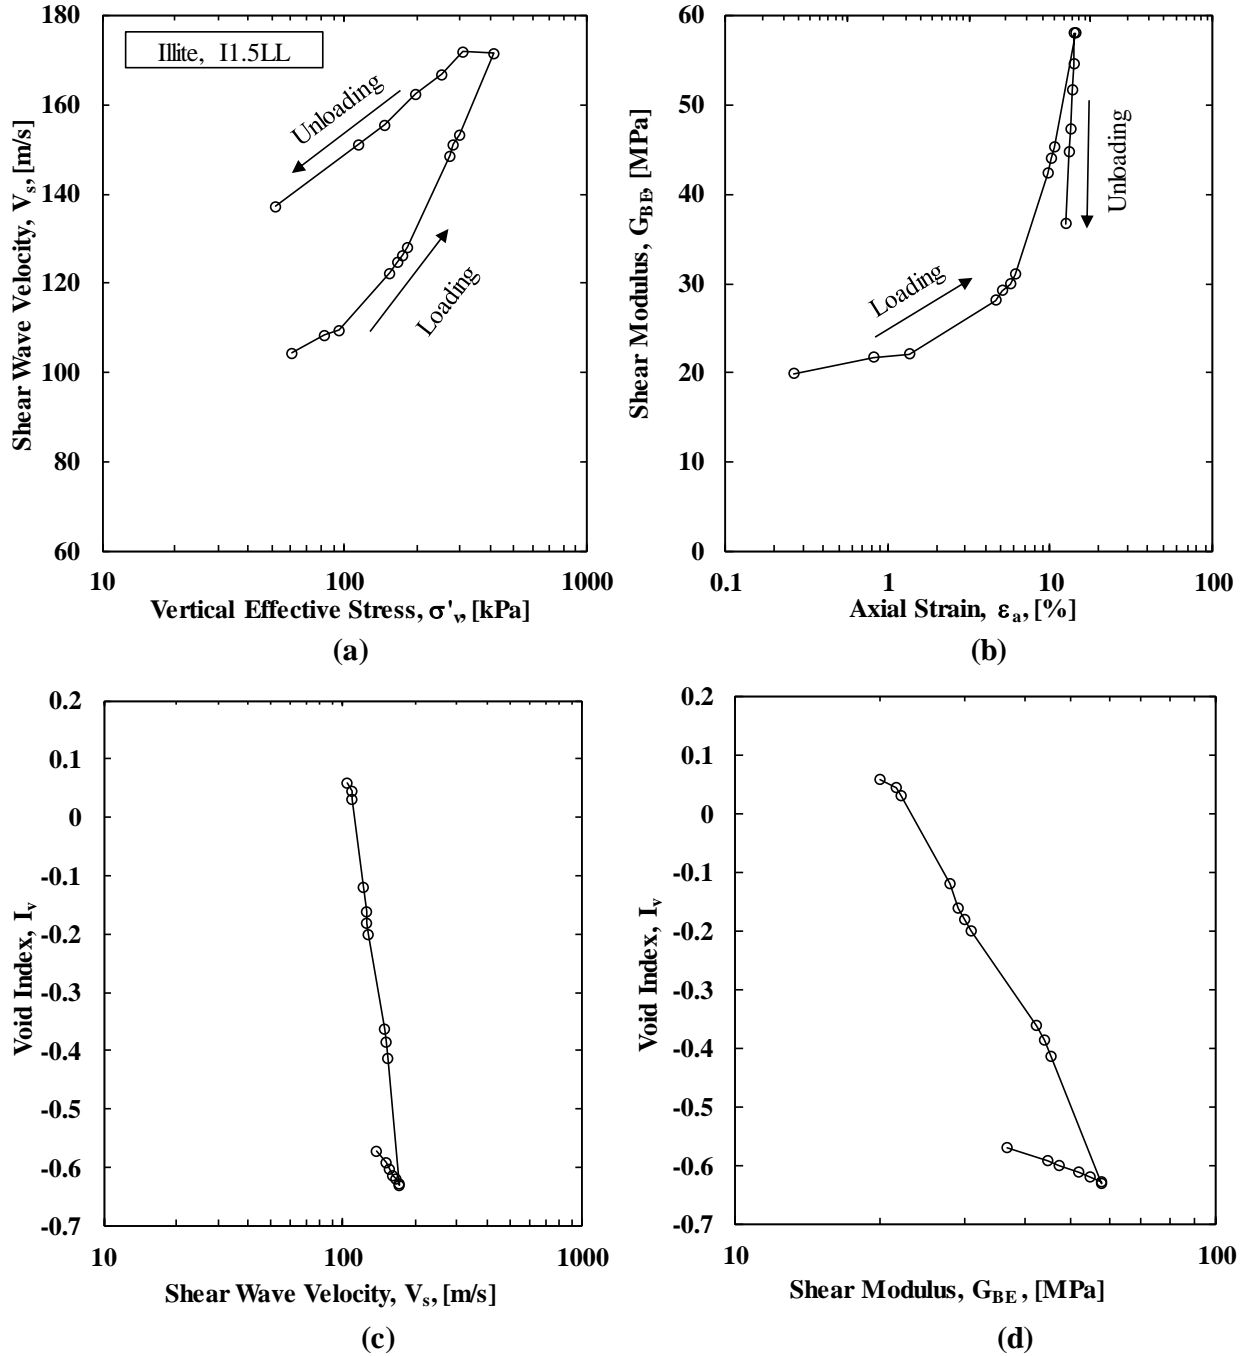 Illite, I1.5LL
180
160
140
120
100
80
60
Shear Wave Velocity, Vs, [m/s]
Unloading
Loading
10 100 1000
Vertical Effective Stress, σ'v, [kPa]
(a)
60
50
40
30
20
10
0
Shear Modulus, GBE, [MPa]
Loading
Unloading
0.1 1 10 100
Axial Strain, εa, [%]
(b)
0.2
0.1
0
-0.1
-0.2
-0.3
-0.4
-0.5
-0.6
-0.7
Void Index, Iv
10 100 1000
Shear Wave Velocity, Vs, [m/s]
(c)
0.2
0.1
0
-0.1
-0.2
-0.3
-0.4
-0.5
-0.6
-0.7
Void Index, Iv
10 100
Shear Modulus, GBE, [MPa]
(d)